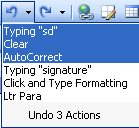 Typing "sd"
Clear
AutoCorrect
Typing "signature"
Click and Type Formatting
Ltr Para
Undo 3 Actions